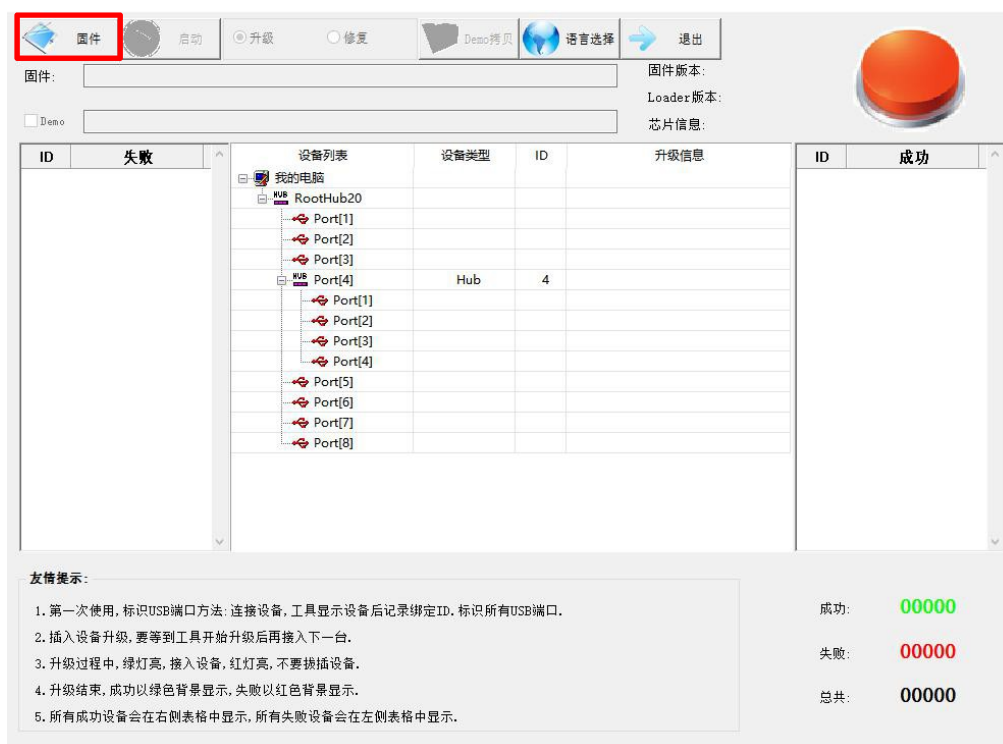 固件 启动 升级 修复 Demo拷贝 语言选择 退出
固件: 固件版本:
Loader版本:
Demo 芯片信息:
ID 失败 设备列表 设备类型 ID 升级信息 ID 成功
我的电脑
HUB RootHub20
Port[1]
Port[2]
Port[3]
HUB Port[4] Hub 4
Port[1]
Port[2]
Port[3]
Port[4]
Port[5]
Port[6]
Port[7]
Port[8]
友情提示:
1.第一次使用,标识USB端口方法:连接设备,工具显示设备后记录绑定ID.标识所有USB端口.
2.插入设备升级,要等到工具开始升级后再接入下一台.
3.升级过程中,绿灯亮,接入设备,红灯亮,不要拔插设备.
4.升级结束,成功以绿色背景显示,失败以红色背景显示.
5.所有成功设备会在右侧表格中显示,所有失败设备会在左侧表格中显示.
成功: 00000
失败: 00000
总共: 00000